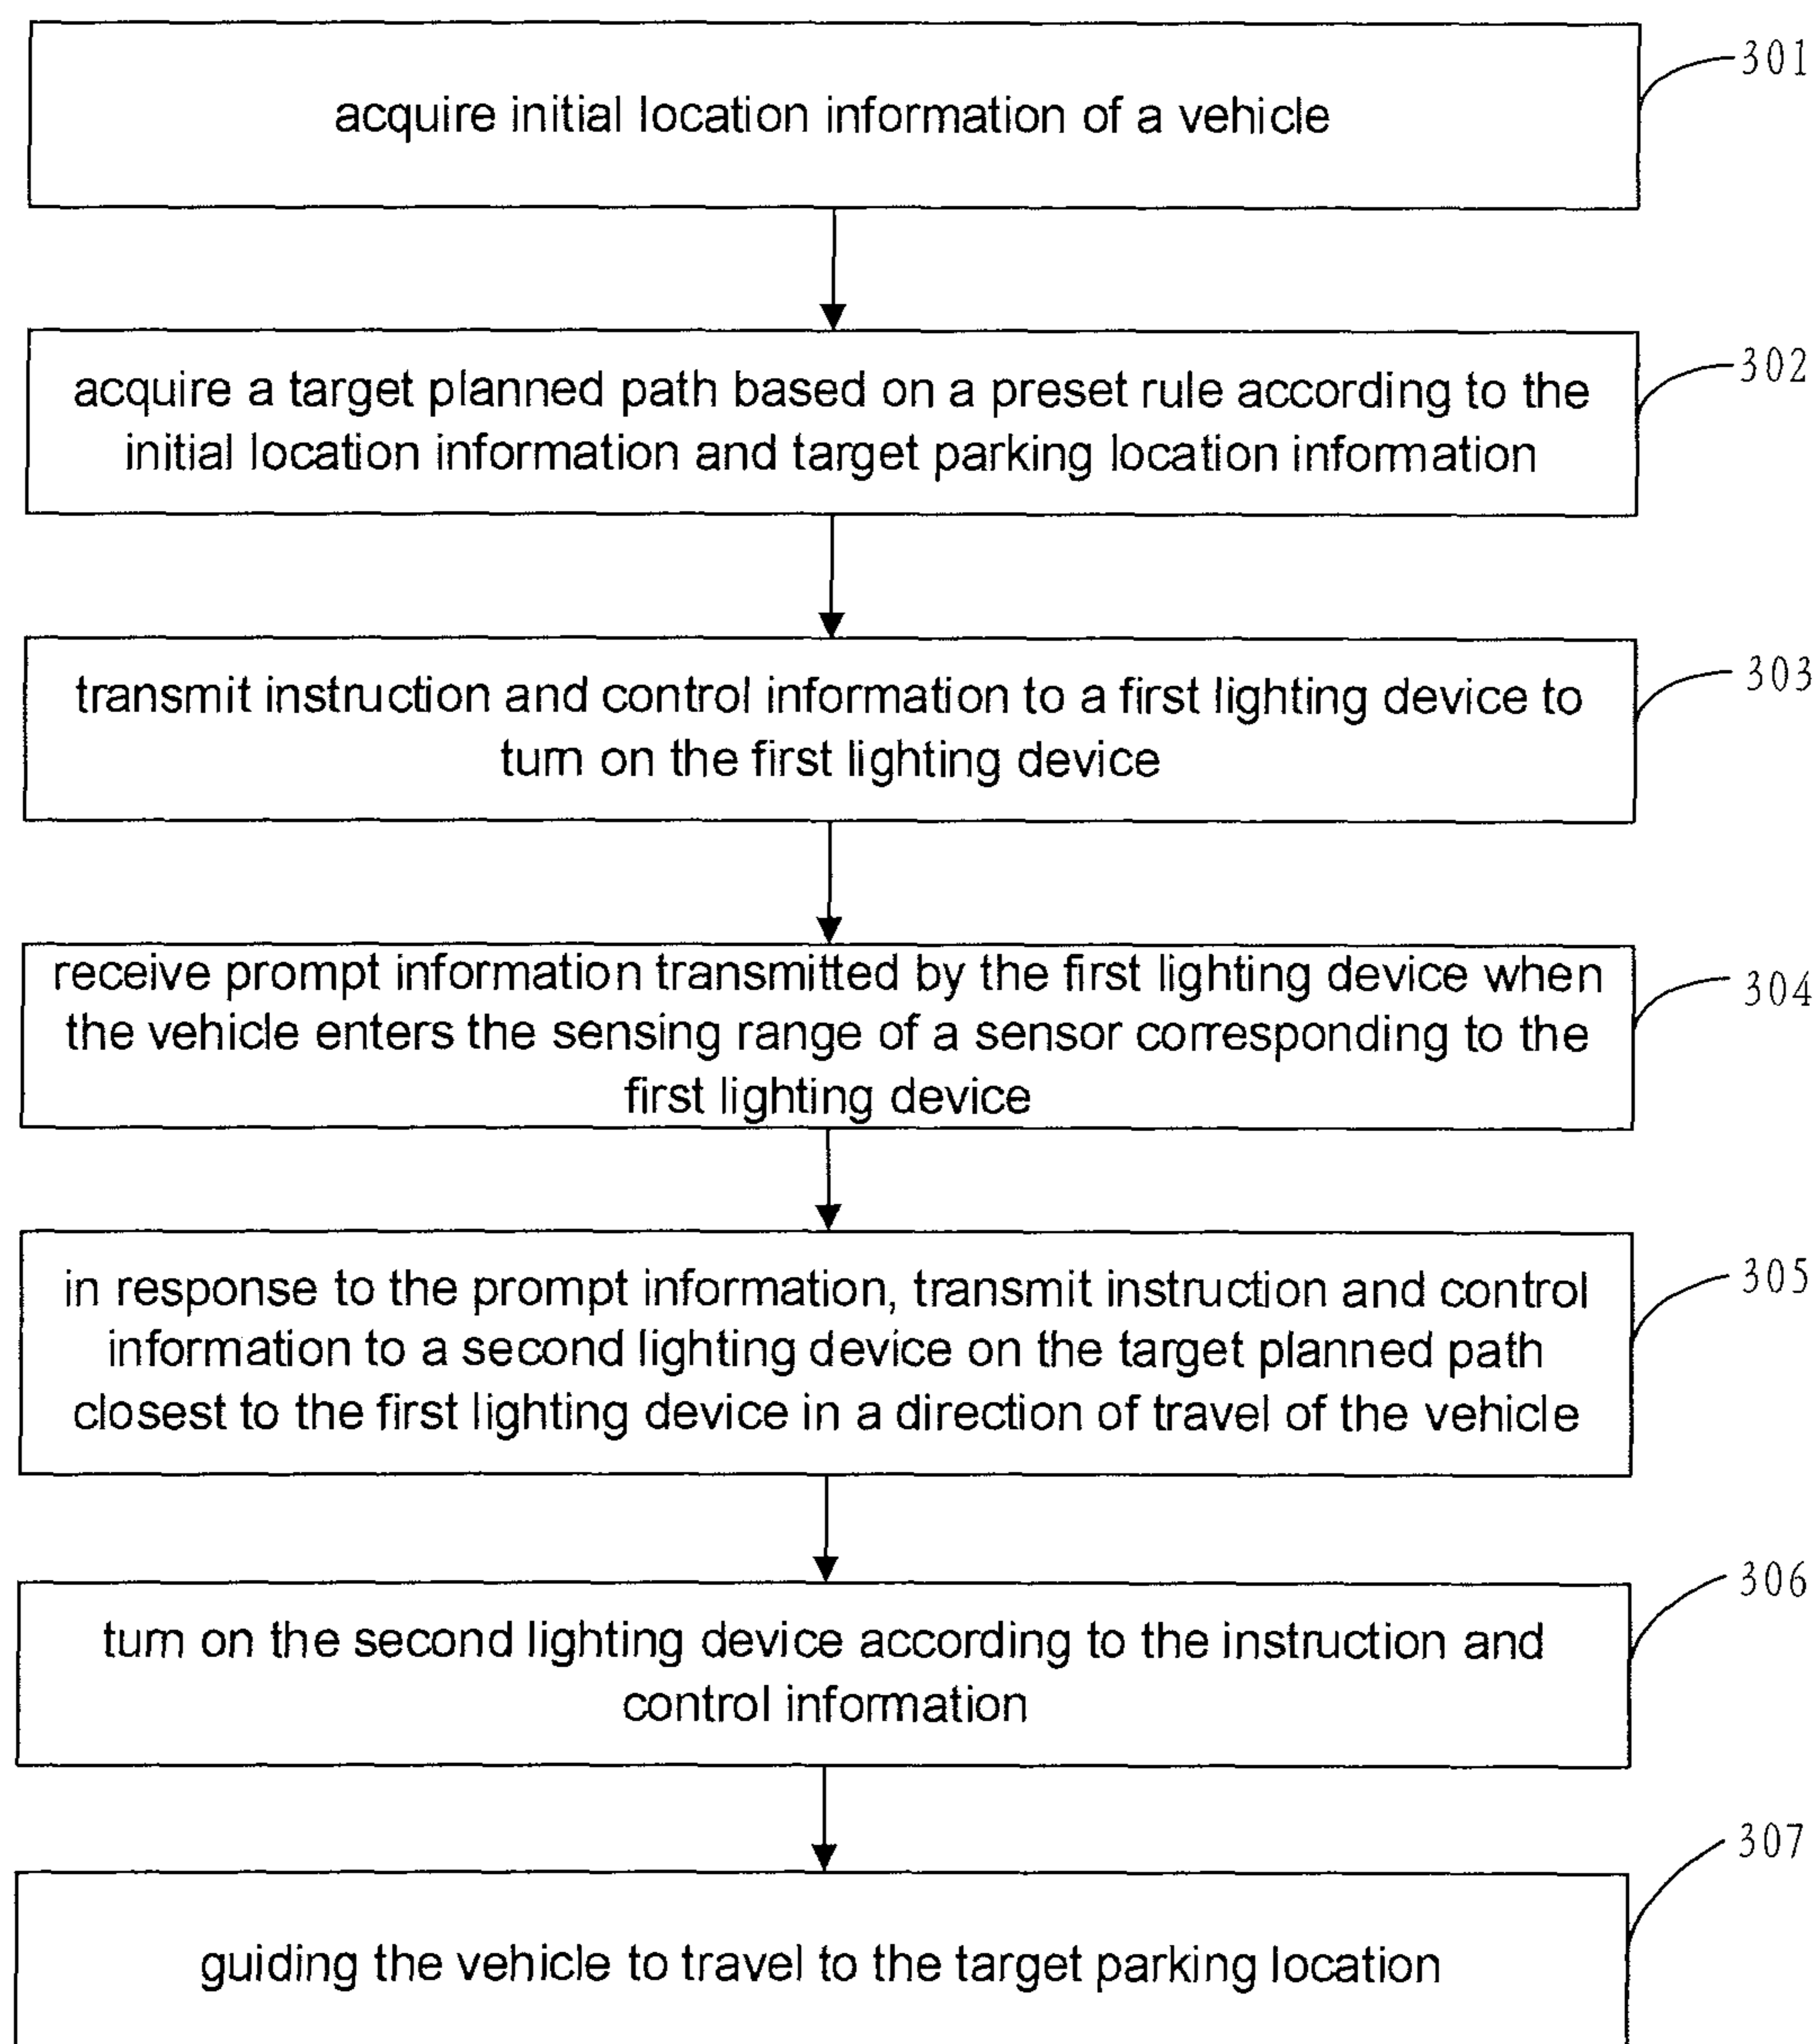 acquire initial location information of a vehicle
301
acquire a target planned path based on a preset rule according to the
initial location information and target parking location information
302
transmit instruction and control information to a first lighting device to
turn on the first lighting device
303
receive prompt information transmitted by the first lighting device when
the vehicle enters the sensing range of a sensor corresponding to the
first lighting device
304
in response to the prompt information, transmit instruction and control
information to a second lighting device on the target planned path
closest to the first lighting device in a direction of travel of the vehicle
305
turn on the second lighting device according to the instruction and
control information
306
guiding the vehicle to travel to the target parking location
307